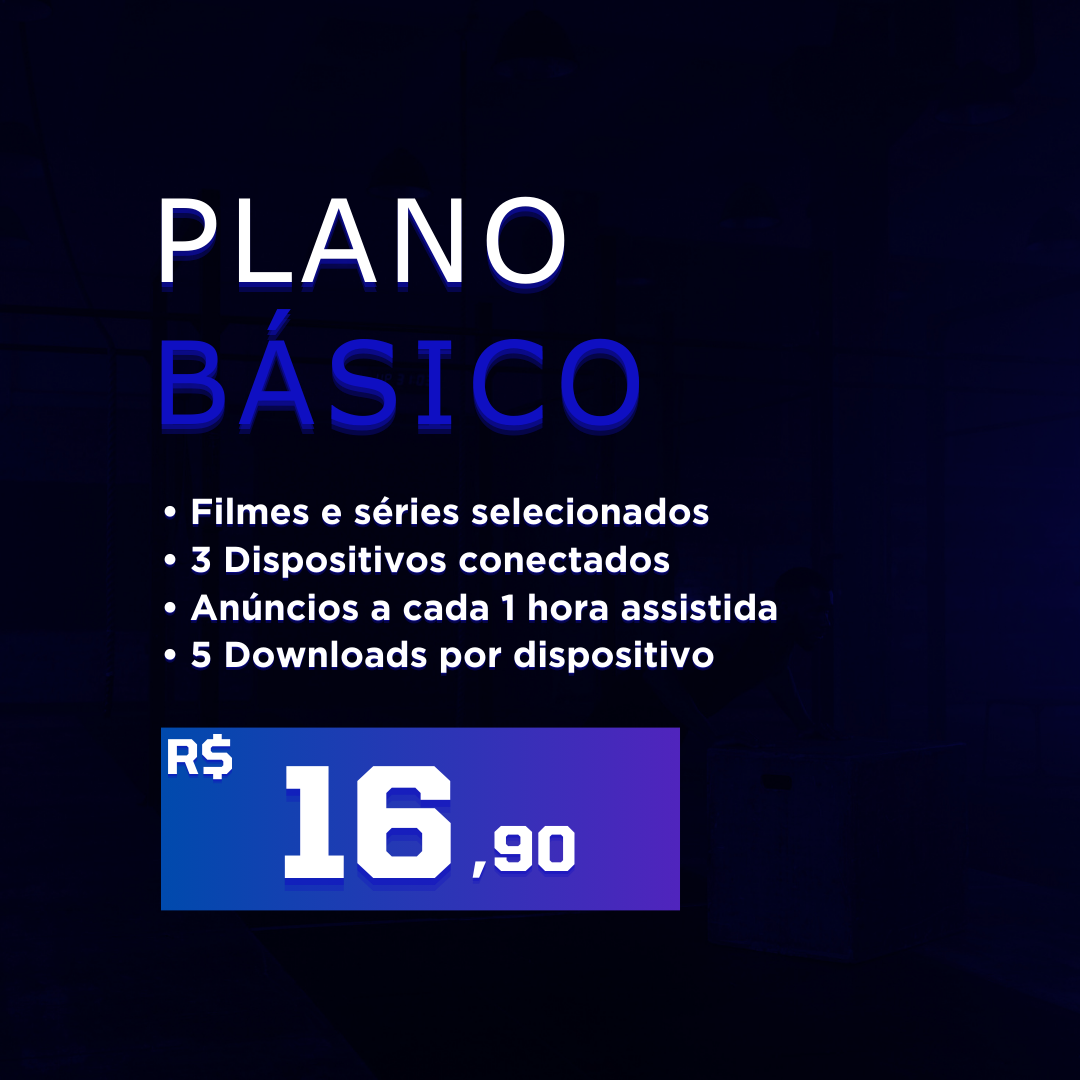 PLANO
BÁSICO
• Filmes e séries selecionados
• 3 Dispositivos conectados
• Anúncios a cada 1 hora assistida
• 5 Downloads por dispositivo
R$ 16,90